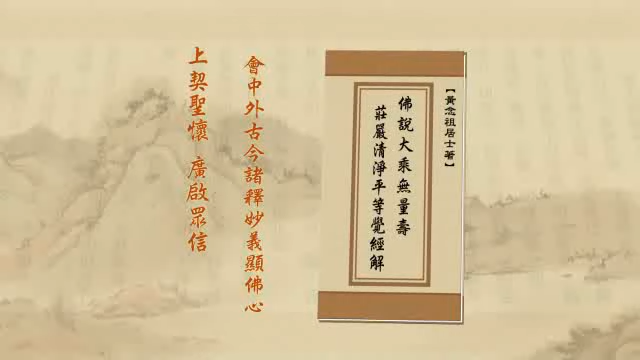 【黃念祖居士著】
佛說大乘無量壽
莊嚴清淨平等覺經解
會中外古今諸釋妙義顯佛心
上契聖懷 廣啟眾信